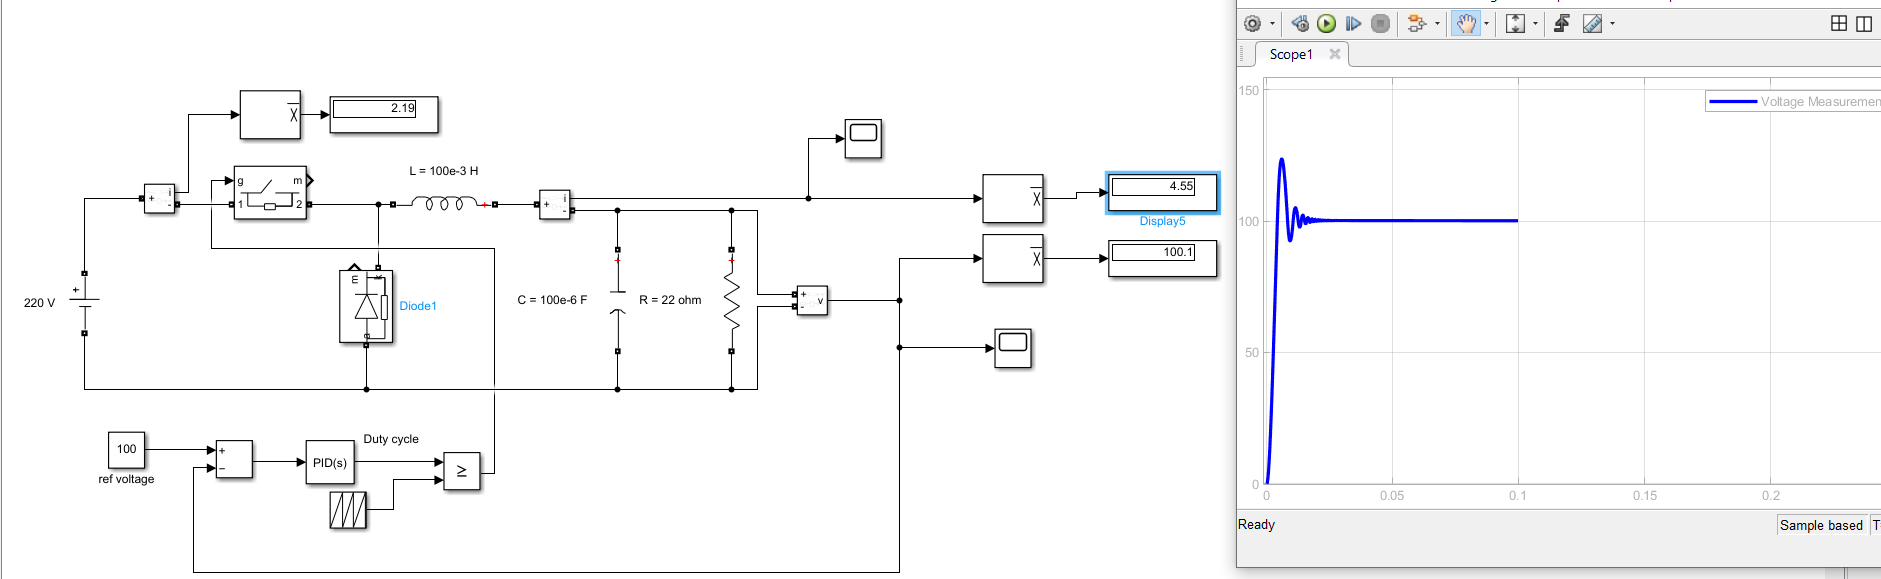 2.19
i
+
-
g
m
1
2
L = 100e-3 H
i
+
-
4.55
Display5
100.1
220 V
+
m
k
a
Diode1
C = 100e-6 F
R = 22 ohm
+
-
v
100
ref voltage
+
−
PID(s)
Duty cycle
≥
x
x
x
Scope1
Voltage Measuremen
150
100
50
0
0
0.05
0.1
0.15
0.2
Ready
Sample based
T